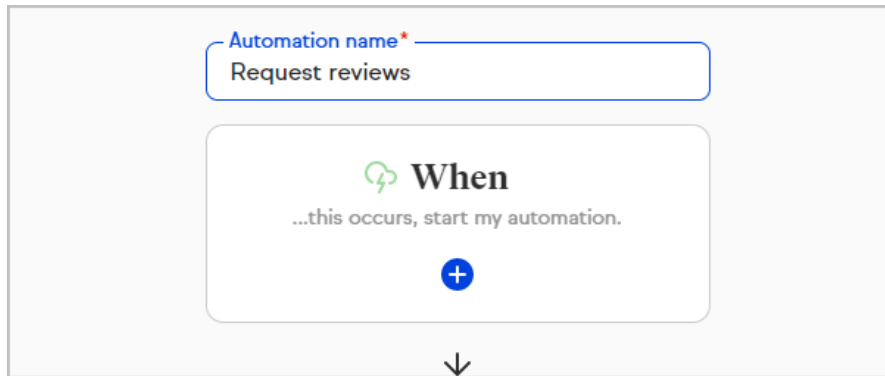 Automation name*
Request reviews
When
...this occurs, start my automation.